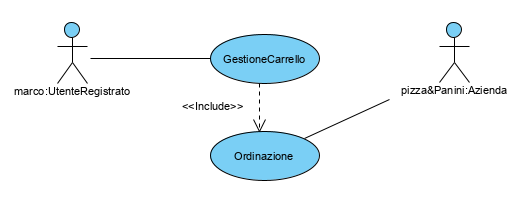 GestioneCarrello
marco:UtenteRegistrato
pizza&Panini:Azienda
<<Include>>
Ordinazione